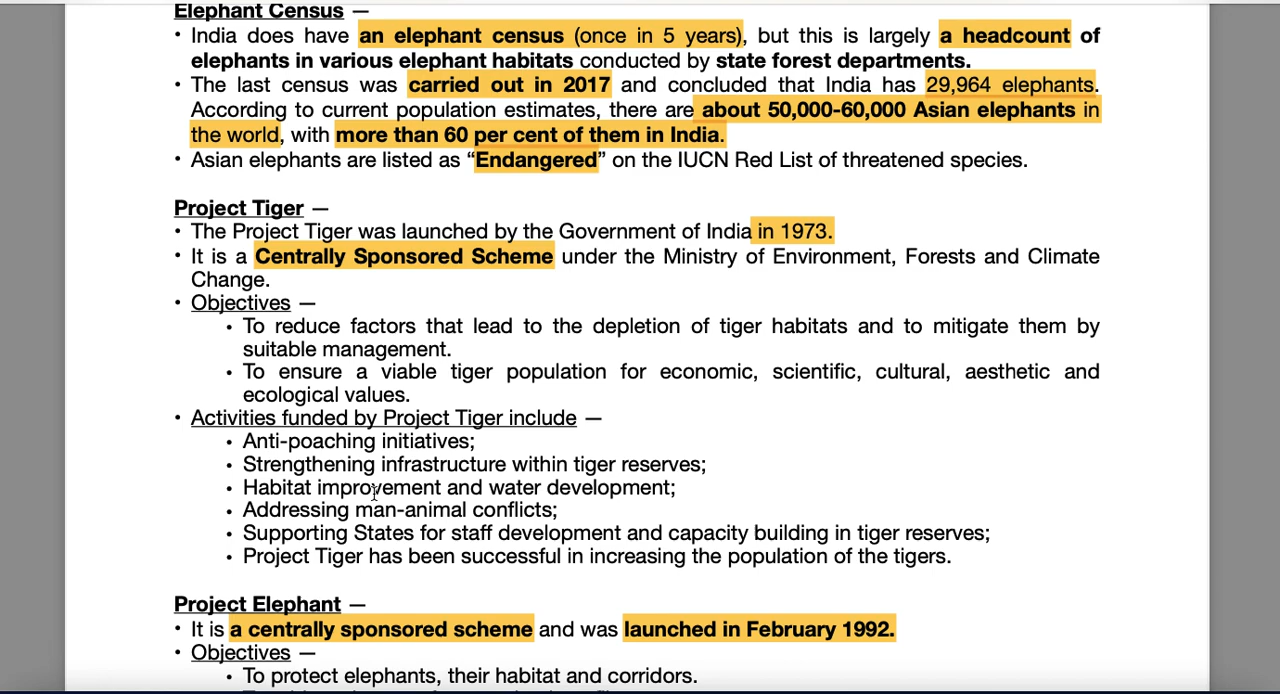 Elephant Census —
• India does have an elephant census (once in 5 years), but this is largely a headcount of
elephants in various elephant habitats conducted by state forest departments.
• The last census was carried out in 2017 and concluded that India has 29,964 elephants.
According to current population estimates, there are about 50,000-60,000 Asian elephants in
the world, with more than 60 per cent of them in India.
• Asian elephants are listed as “Endangered” on the IUCN Red List of threatened species.
Project Tiger —
• The Project Tiger was launched by the Government of India in 1973.
• It is a Centrally Sponsored Scheme under the Ministry of Environment, Forests and Climate
Change.
• Objectives —
• To reduce factors that lead to the depletion of tiger habitats and to mitigate them by
suitable management.
• To ensure a viable tiger population for economic, scientific, cultural, aesthetic and
ecological values.
• Activities funded by Project Tiger include —
• Anti-poaching initiatives;
• Strengthening infrastructure within tiger reserves;
• Habitat improvement and water development;
• Addressing man-animal conflicts;
• Supporting States for staff development and capacity building in tiger reserves;
• Project Tiger has been successful in increasing the population of the tigers.
Project Elephant —
• It is a centrally sponsored scheme and was launched in February 1992.
• Objectives —
• To protect elephants, their habitat and corridors.